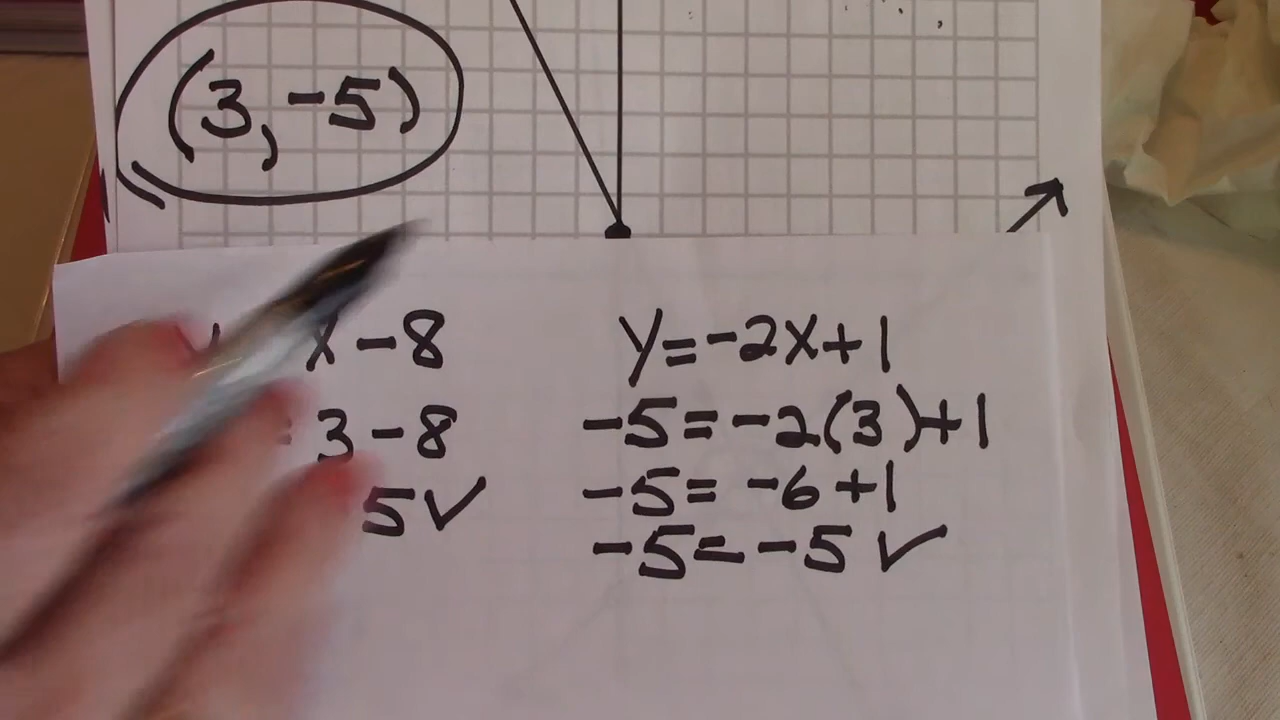 (3, -5)
x - 8
= 3 - 8
5 ✓
y = -2x + 1
-5 = -2(3) + 1
-5 = -6 + 1
-5 = -5 ✓